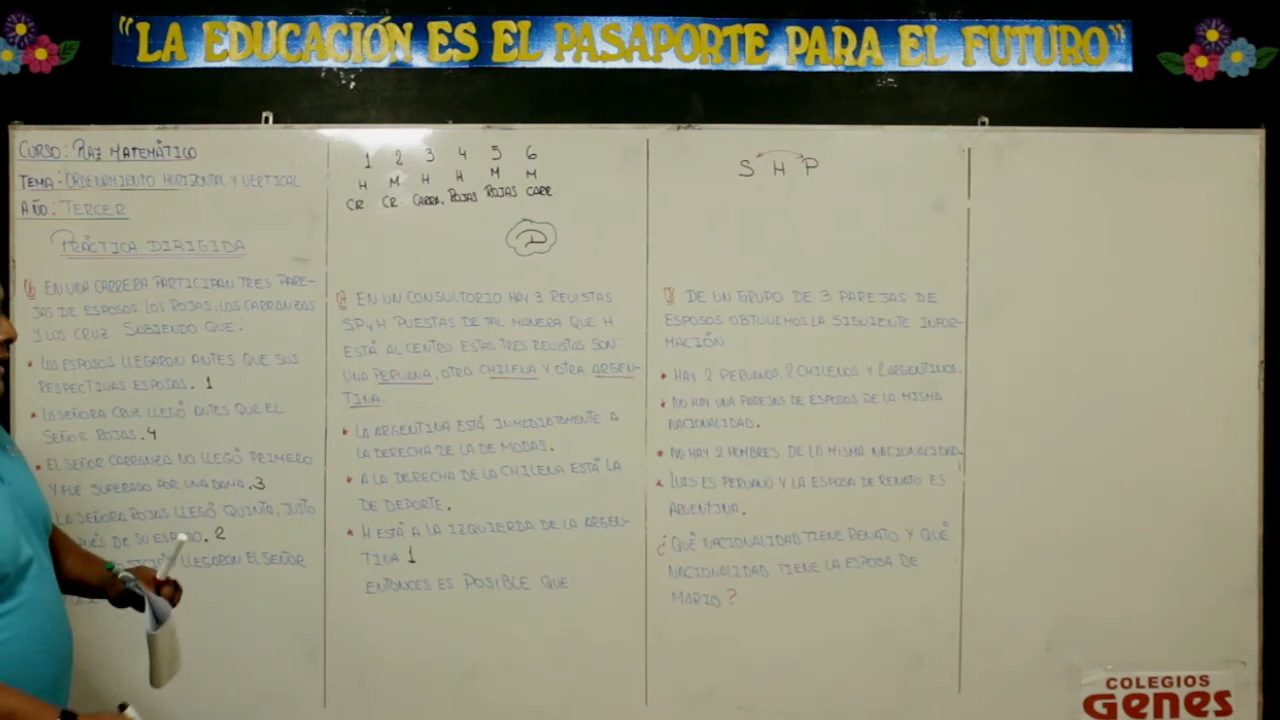 "LA EDUCACIÓN ES EL PASAPORTE PARA EL FUTURO"
CURSO: RAZ MATEMÁTICO
TEMA: ORDENAMIENTO HORIZONTAL Y VERTICAL
AÑO: TERCER
PRÁCTICA DIRIGIDA
06 EN UNA CARRERA PARTICIPAN TRES PARE-
JAS DE ESPOSOS: LOS ROJAS, LOS CARRANZAS
Y LOS CRUZ. SABIENDO QUE:
* LOS ESPOSOS LLEGARON ANTES QUE SUS
RESPECTIVAS ESPOSAS. 1
* LA SEÑORA CRUZ LLEGÓ ANTES QUE EL
SEÑOR ROJAS. 4
* EL SEÑOR CARRANZA NO LLEGÓ PRIMERO
Y FUE SUPERADO POR UNA DAMA. 3
LA SEÑORA ROJAS LLEGÓ QUINTA, JUSTO
DE SU ESPOSO. 2
LLEGARON EL SEÑOR
1 2 3 4 5 6
H M H H M M
CR CR. CARRA. ROJAS ROJAS CARR
D
07 EN UN CONSULTORIO HAY 3 REVISTAS
S, P Y H PUESTAS DE TAL MANERA QUE H
ESTÁ AL CENTRO. ESTAS TRES REVISTAS SON:
UNA PERUANA, OTRA CHILENA Y OTRA ARGEN-
TINA.
* LA ARGENTINA ESTÁ INMEDIATAMENTE A
LA DERECHA DE LA DE MODAS.
* A LA DERECHA DE LA CHILENA ESTÁ LA
DE DEPORTE.
* H ESTÁ A LA IZQUIERDA DE LA ARGEN-
TINA 1
ENTONCES ES POSIBLE QUE:
S H P
08 DE UN GRUPO DE 3 PAREJAS DE
ESPOSOS OBTUVIMOS LA SIGUIENTE INFOR-
MACIÓN
* HAY 2 PERUANOS, 2 CHILENOS Y 2 ARGENTINOS.
* NO HAY UNA PAREJAS DE ESPOSOS DE LA MISMA
NACIONALIDAD.
* NO HAY 2 HOMBRES DE LA MISMA NACIONALIDAD
* LUIS ES PERUANO Y LA ESPOSA DE RENATO ES
ARGENTINA.
¿QUÉ NACIONALIDAD TIENE RENATO Y QUÉ
NACIONALIDAD TIENE LA ESPOSA DE
MARIO?
COLEGIOS
Genes